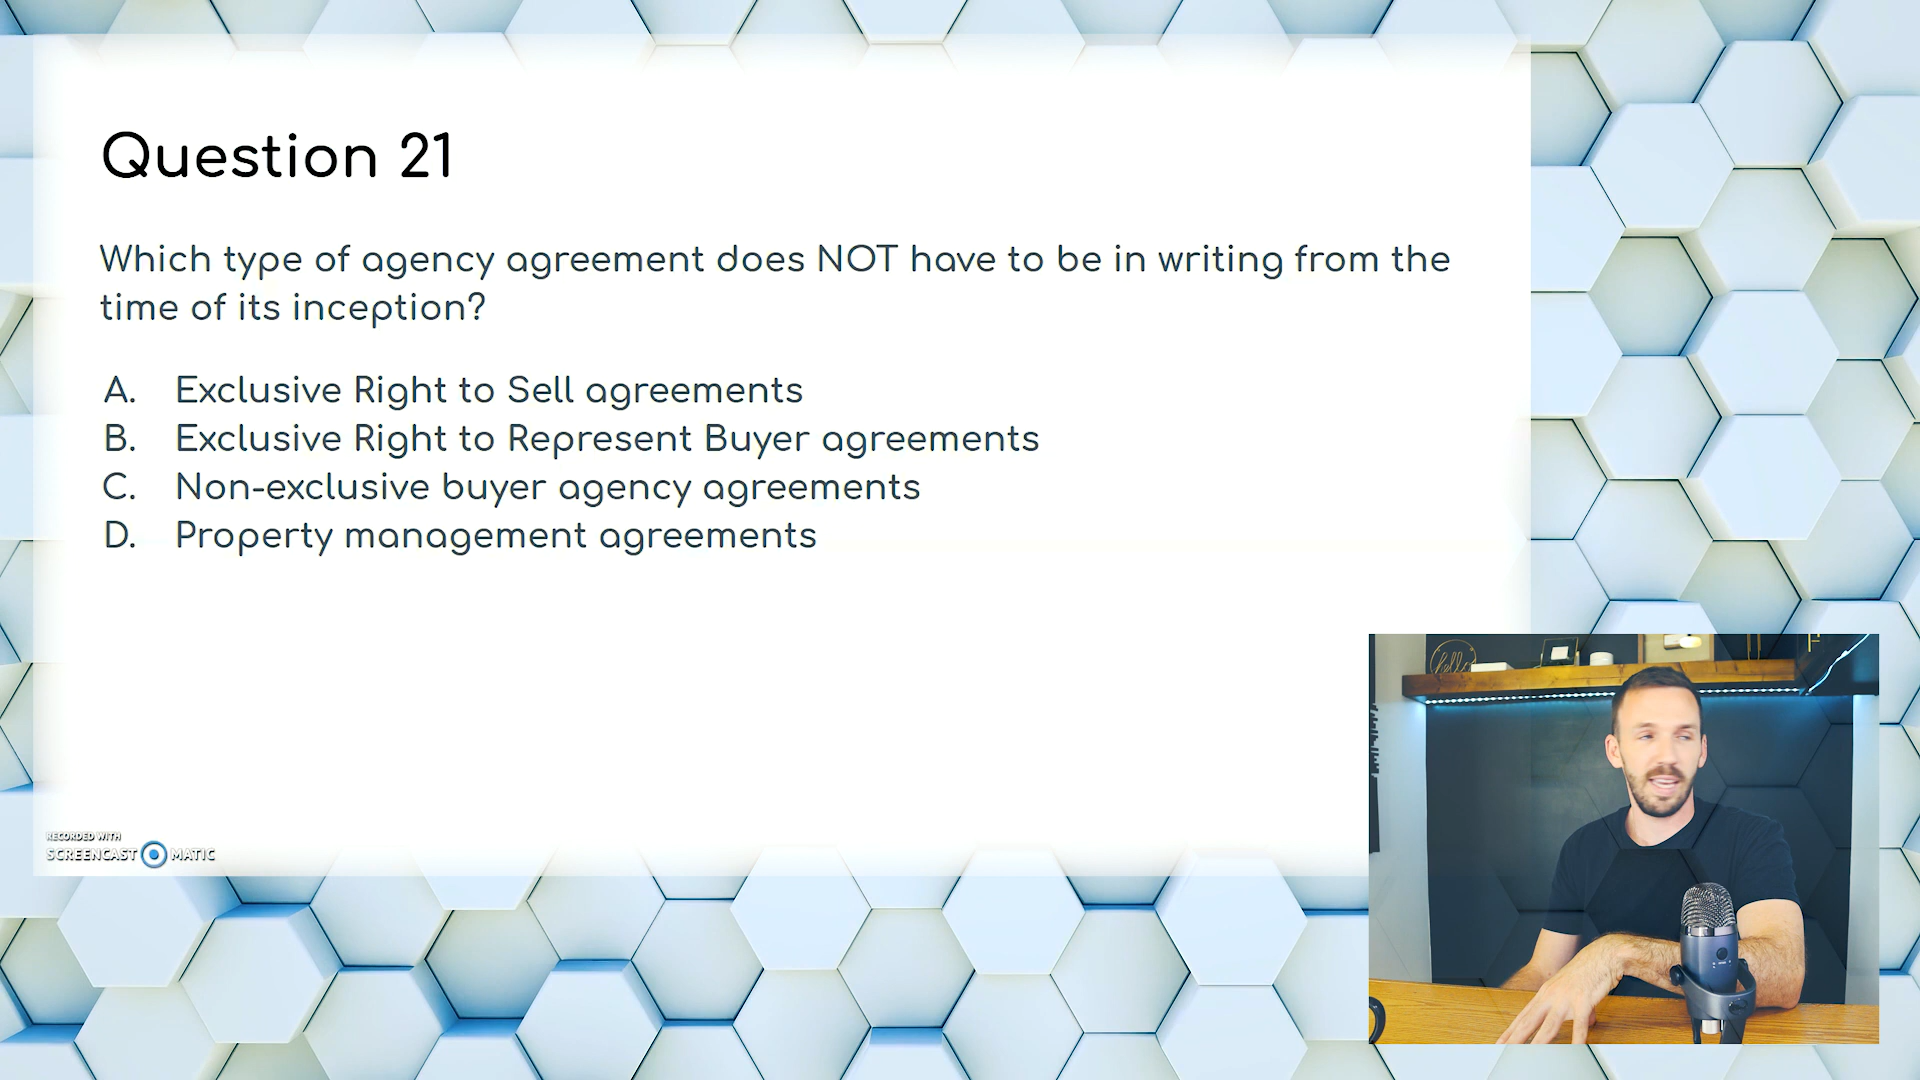 Question 21
Which type of agency agreement does NOT have to be in writing from the
time of its inception?
A. Exclusive Right to Sell agreements
B. Exclusive Right to Represent Buyer agreements
C. Non-exclusive buyer agency agreements
D. Property management agreements
RECORDED WITH
SCREENCAST MATIC
hello